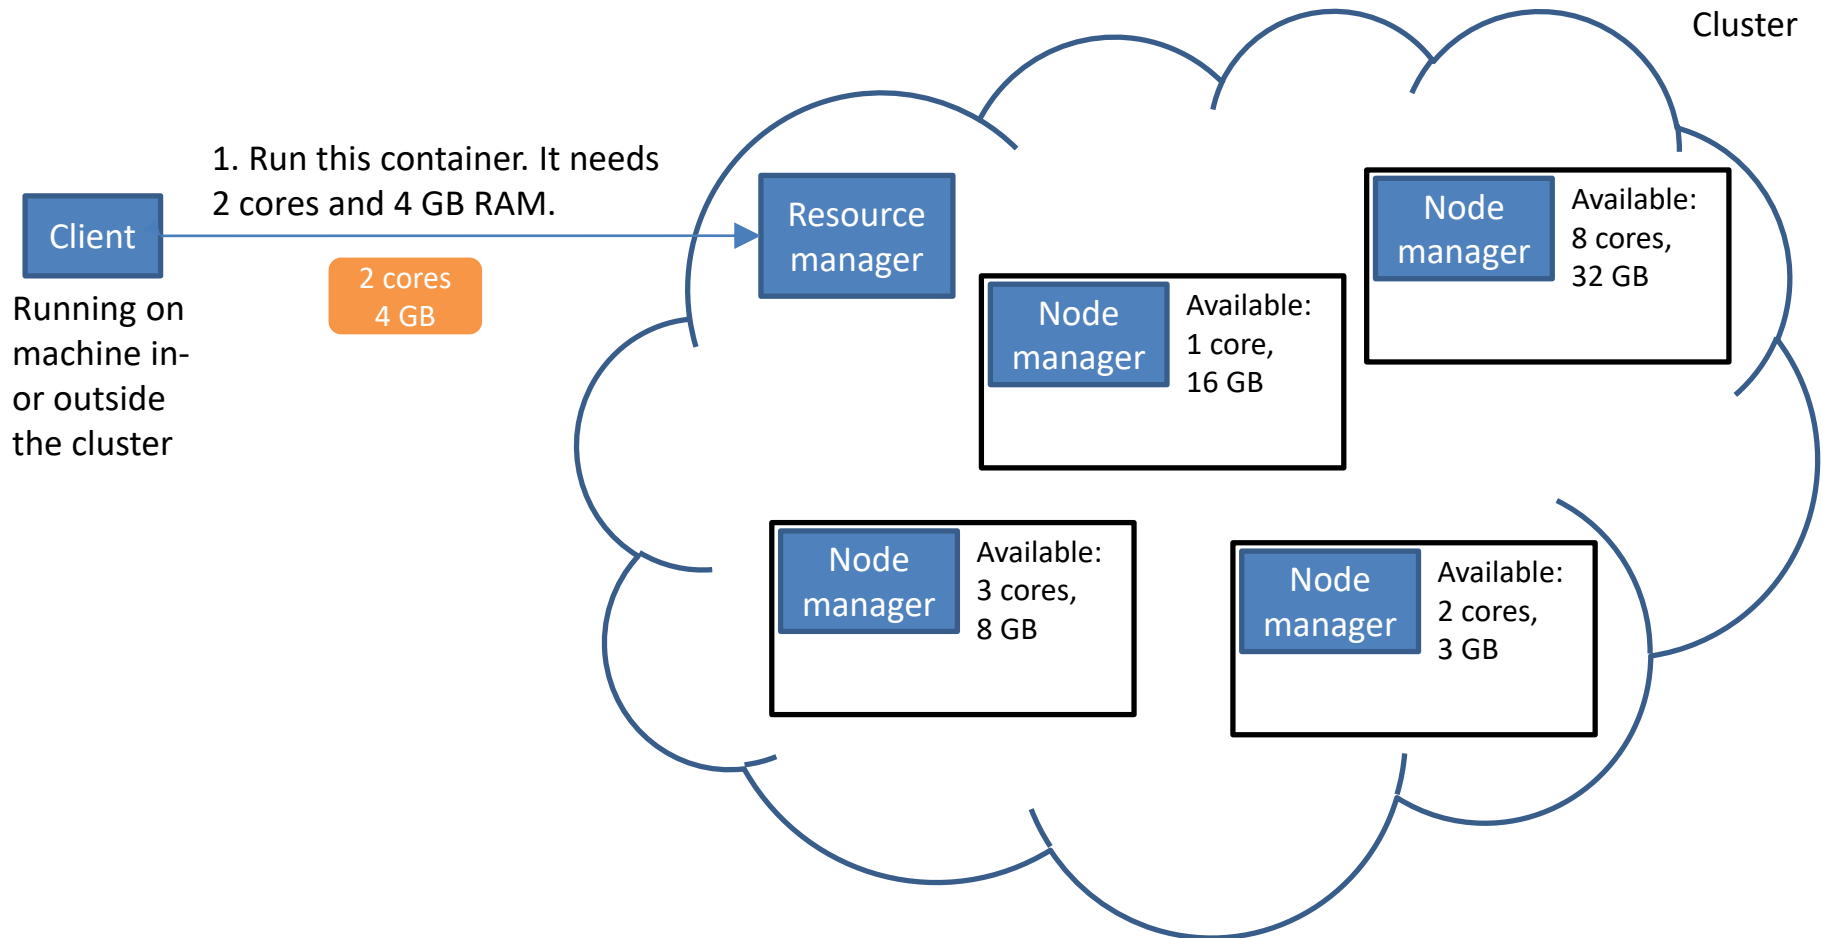 Cluster
1. Run this container. It needs
2 cores and 4 GB RAM.
Client
2 cores
4 GB
Running on
machine in-
or outside
the cluster
Resource
manager
Node
manager
Available:
8 cores,
32 GB
Node
manager
Available:
1 core,
16 GB
Node
manager
Available:
3 cores,
8 GB
Node
manager
Available:
2 cores,
3 GB